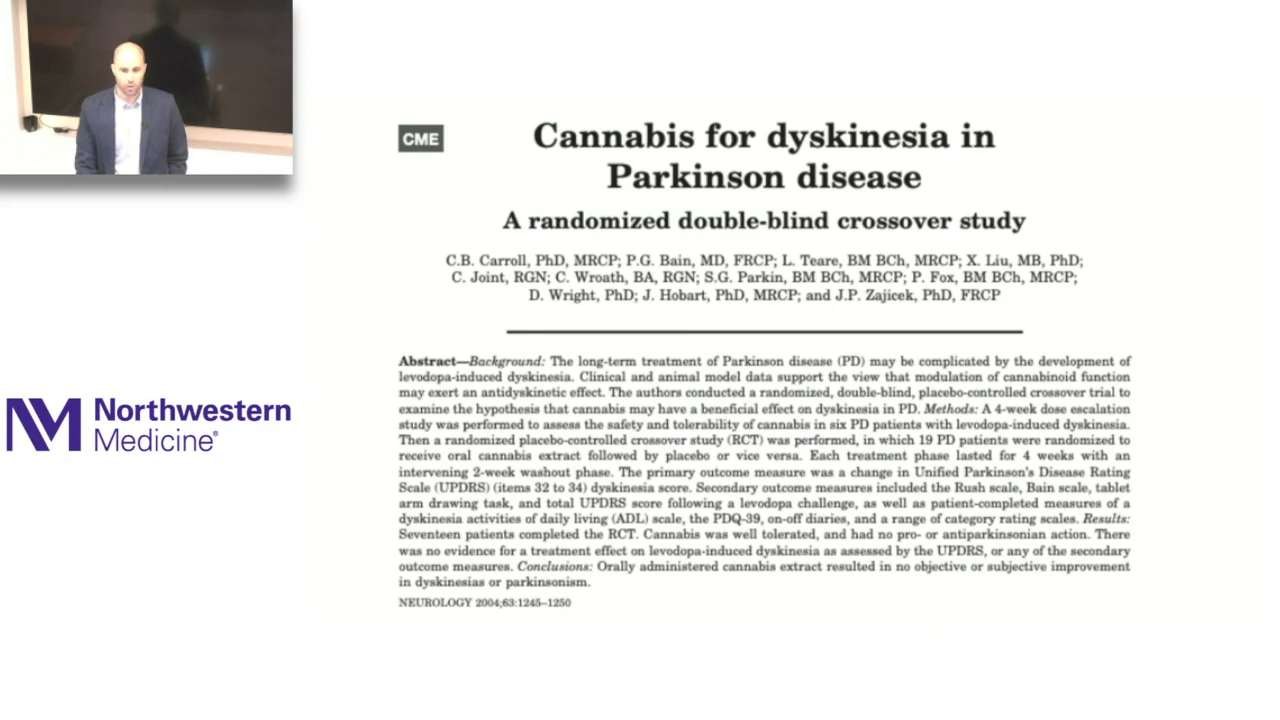 CME
Cannabis for dyskinesia in
Parkinson disease
A randomized double-blind crossover study
C.B. Carroll, PhD, MRCP; P.G. Bain, MD, FRCP; L. Teare, BM BCh, MRCP; X. Liu, MB, PhD;
C. Joint, RGN; C. Wroath, BA, RGN; S.G. Parkin, BM BCh, MRCP; P. Fox, BM BCh, MRCP;
D. Wright, PhD; J. Hobart, PhD, MRCP; and J.P. Zajicek, PhD, FRCP
Abstract—Background: The long-term treatment of Parkinson disease (PD) may be complicated by the development of
levodopa-induced dyskinesia. Clinical and animal model data support the view that modulation of cannabinoid function
may exert an antidyskinetic effect. The authors conducted a randomized, double-blind, placebo-controlled crossover trial to
examine the hypothesis that cannabis may have a beneficial effect on dyskinesia in PD. Methods: A 4-week dose escalation
study was performed to assess the safety and tolerability of cannabis in six PD patients with levodopa-induced dyskinesia.
Then a randomized placebo-controlled crossover study (RCT) was performed, in which 19 PD patients were randomized to
receive oral cannabis extract followed by placebo or vice versa. Each treatment phase lasted for 4 weeks with an
intervening 2-week washout phase. The primary outcome measure was a change in Unified Parkinson's Disease Rating
Scale (UPDRS) (items 32 to 34) dyskinesia score. Secondary outcome measures included the Rush scale, Bain scale, tablet
arm drawing task, and total UPDRS score following a levodopa challenge, as well as patient-completed measures of a
dyskinesia activities of daily living (ADL) scale, the PDQ-39, on-off diaries, and a range of category rating scales. Results:
Seventeen patients completed the RCT. Cannabis was well tolerated, and had no pro- or antiparkinsonian action. There
was no evidence for a treatment effect on levodopa-induced dyskinesia as assessed by the UPDRS, or any of the secondary
outcome measures. Conclusions: Orally administered cannabis extract resulted in no objective or subjective improvement
in dyskinesias or parkinsonism.
NEUROLOGY 2004;63:1245–1250
Northwestern
Medicine®